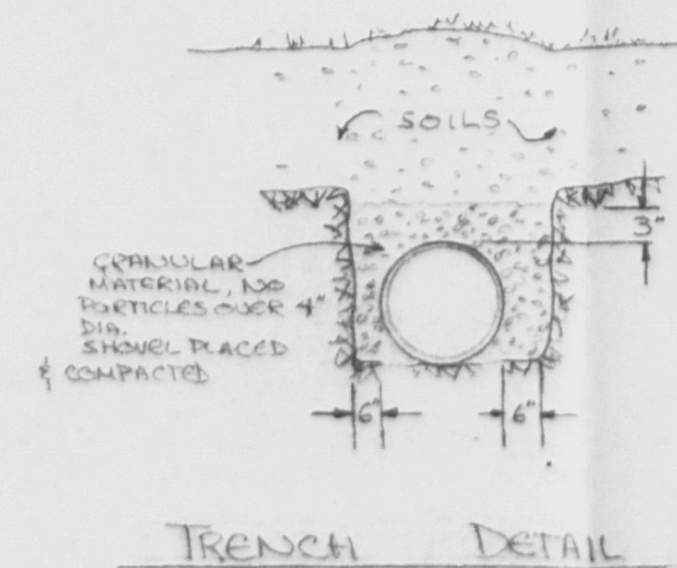 SOILS
3"
GRANULAR
MATERIAL, NO
PARTICLES OVER 4"
DIA.
SHOVEL PLACED
& COMPACTED
6" 6"
TRENCH DETAIL